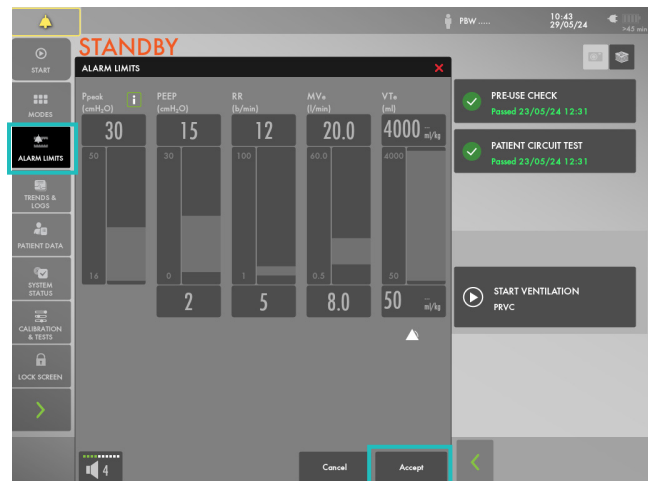 PBW .....
10:43
29/05/24
>45 min
STANDBY
START
MODES
ALARM LIMITS
TRENDS &
LOGS
PATIENT DATA
SYSTEM
STATUS
CALIBRATION
& TESTS
LOCK SCREEN
ALARM LIMITS
Ppeak
(cmH₂O)
i
PEEP
(cmH₂O)
RR
(b/min)
MVe
(l/min)
VTe
(ml)
30
15
12
20.0
4000 -- ml/kg
50
30
100
60.0
4000
16
0
1
0.5
50
2
5
8.0
50 -- ml/kg
4
Cancel
Accept
PRE-USE CHECK
Passed 23/05/24 12:31
PATIENT CIRCUIT TEST
Passed 23/05/24 12:31
START VENTILATION
PRVC